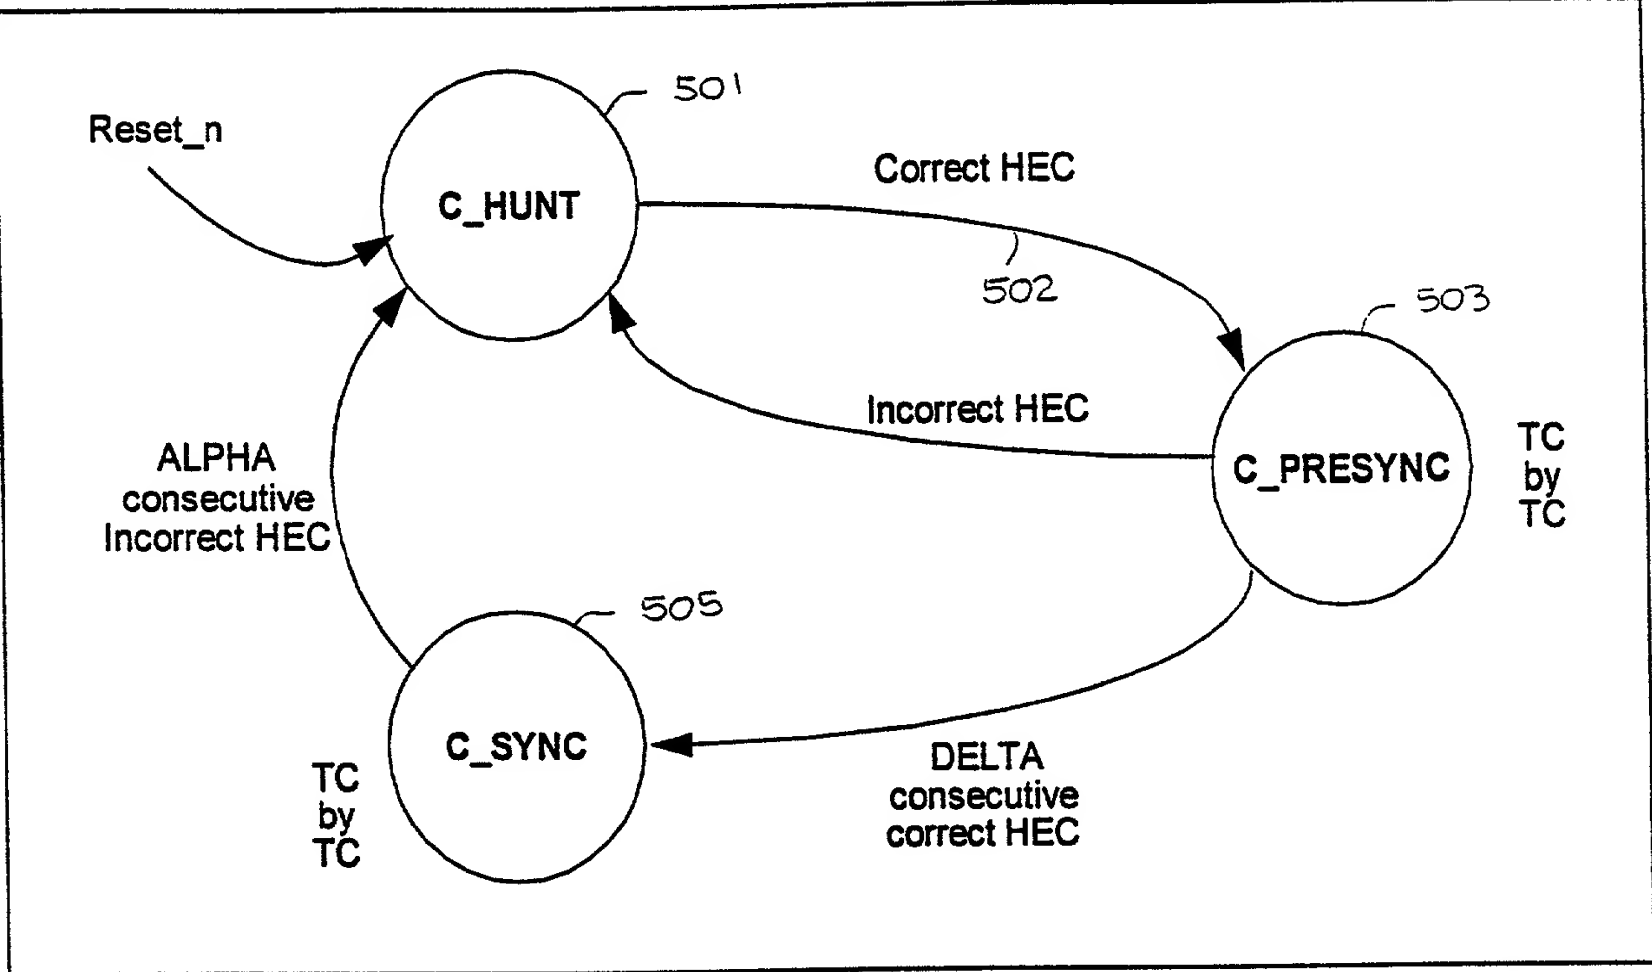 501
Reset_n
Correct HEC
C_HUNT
502
503
Incorrect HEC
TC
by
TC
C_PRESYNC
ALPHA
consecutive
Incorrect HEC
505
C_SYNC
TC
by
TC
DELTA
consecutive
correct HEC